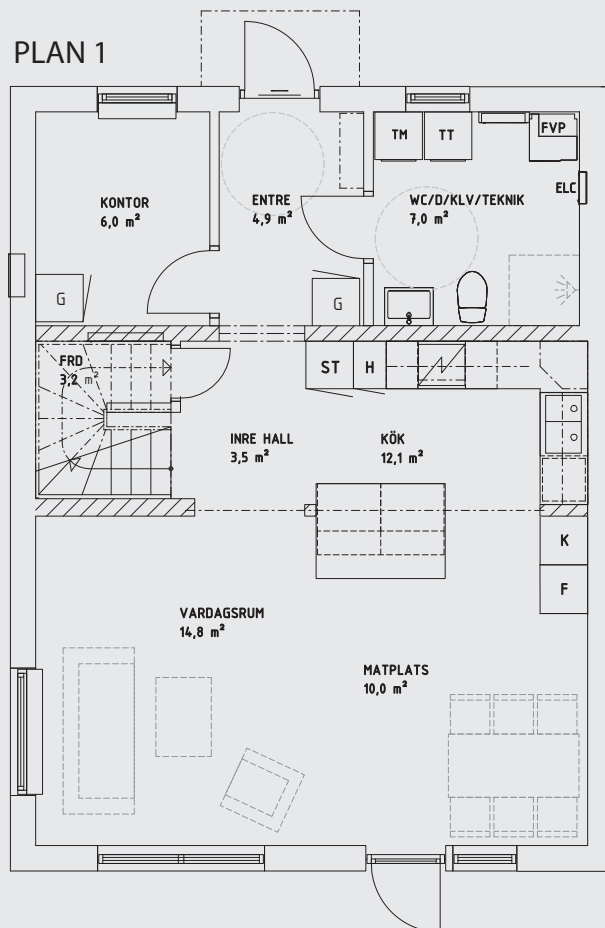 PLAN 1
TM
TT
FVP
ELC
KONTOR
6,0 m²
ENTRE
4,9 m²
WC/D/KLV/TEKNIK
7,0 m²
G
G
FRD
3,2 m²
ST
H
INRE HALL
3,5 m²
KÖK
12,1 m²
K
F
VARDAGSRUM
14,8 m²
MATPLATS
10,0 m²